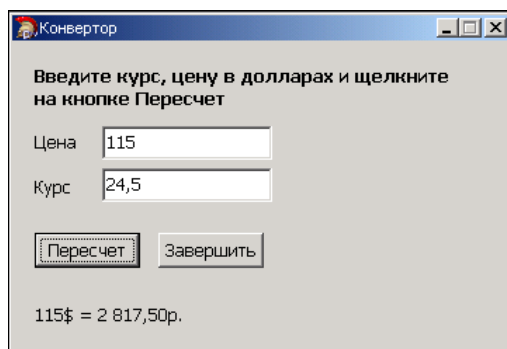 Конвертор
Введите курс, цену в долларах и щелкните
на кнопке Пересчет
Цена 115
Курс 24,5
Пересчет Завершить
115$ = 2 817,50р.